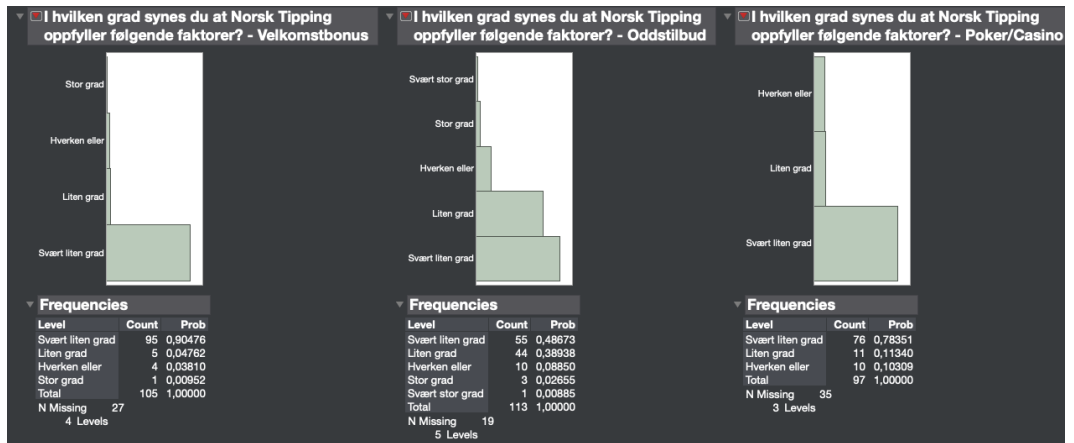 I hvilken grad synes du at Norsk Tipping
oppfyller følgende faktorer? - Velkomstbonus
Stor grad
Hverken eller
Liten grad
Svært liten grad
Frequencies
Level Count Prob
Svært liten grad 95 0,90476
Liten grad 5 0,04762
Hverken eller 4 0,03810
Stor grad 1 0,00952
Total 105 1,00000
N Missing 27
4 Levels
I hvilken grad synes du at Norsk Tipping
oppfyller følgende faktorer? - Oddstilbud
Svært stor grad
Stor grad
Hverken eller
Liten grad
Svært liten grad
Frequencies
Level Count Prob
Svært liten grad 55 0,48673
Liten grad 44 0,38938
Hverken eller 10 0,08850
Stor grad 3 0,02655
Svært stor grad 1 0,00885
Total 113 1,00000
N Missing 19
5 Levels
I hvilken grad synes du at Norsk Tipping
oppfyller følgende faktorer? - Poker/Casino
Hverken eller
Liten grad
Svært liten grad
Frequencies
Level Count Prob
Svært liten grad 76 0,78351
Liten grad 11 0,11340
Hverken eller 10 0,10309
Total 97 1,00000
N Missing 35
3 Levels